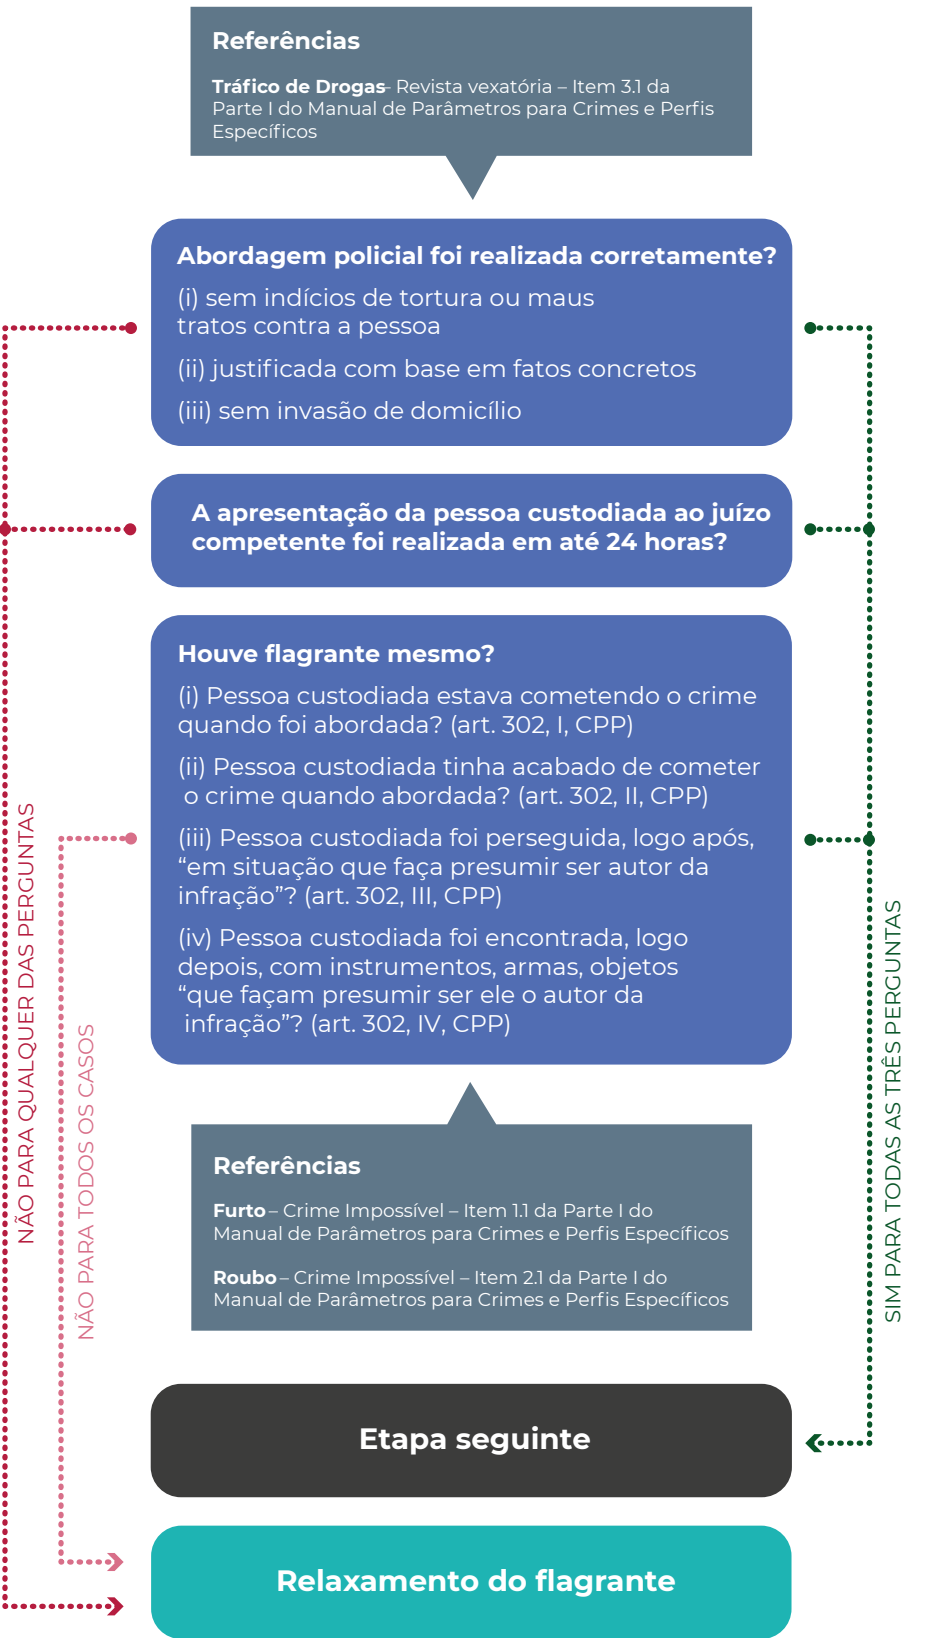 Referências
Tráfico de Drogas– Revista vexatória – Item 3.1 da
Parte I do Manual de Parâmetros para Crimes e Perfis
Específicos
Abordagem policial foi realizada corretamente?
(i) sem indícios de tortura ou maus
tratos contra a pessoa
(ii) justificada com base em fatos concretos
(iii) sem invasão de domicílio
A apresentação da pessoa custodiada ao juízo
competente foi realizada em até 24 horas?
Houve flagrante mesmo?
(i) Pessoa custodiada estava cometendo o crime
quando foi abordada? (art. 302, I, CPP)
(ii) Pessoa custodiada tinha acabado de cometer
o crime quando abordada? (art. 302, II, CPP)
(iii) Pessoa custodiada foi perseguida, logo após,
“em situação que faça presumir ser autor da
infração”? (art. 302, III, CPP)
(iv) Pessoa custodiada foi encontrada, logo
depois, com instrumentos, armas, objetos
“que façam presumir ser ele o autor da
infração”? (art. 302, IV, CPP)
NÃO PARA QUALQUER DAS PERGUNTAS
NÃO PARA TODOS OS CASOS
SIM PARA TODAS AS TRÊS PERGUNTAS
Referências
Furto – Crime Impossível – Item 1.1 da Parte I do
Manual de Parâmetros para Crimes e Perfis Específicos
Roubo – Crime Impossível – Item 2.1 da Parte I do
Manual de Parâmetros para Crimes e Perfis Específicos
Etapa seguinte
Relaxamento do flagrante